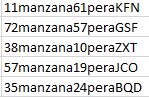 11manzana61peraKFN
72manzana57peraGSF
38manzana10peraZXT
57manzana19peraJCO
35manzana24peraBQD